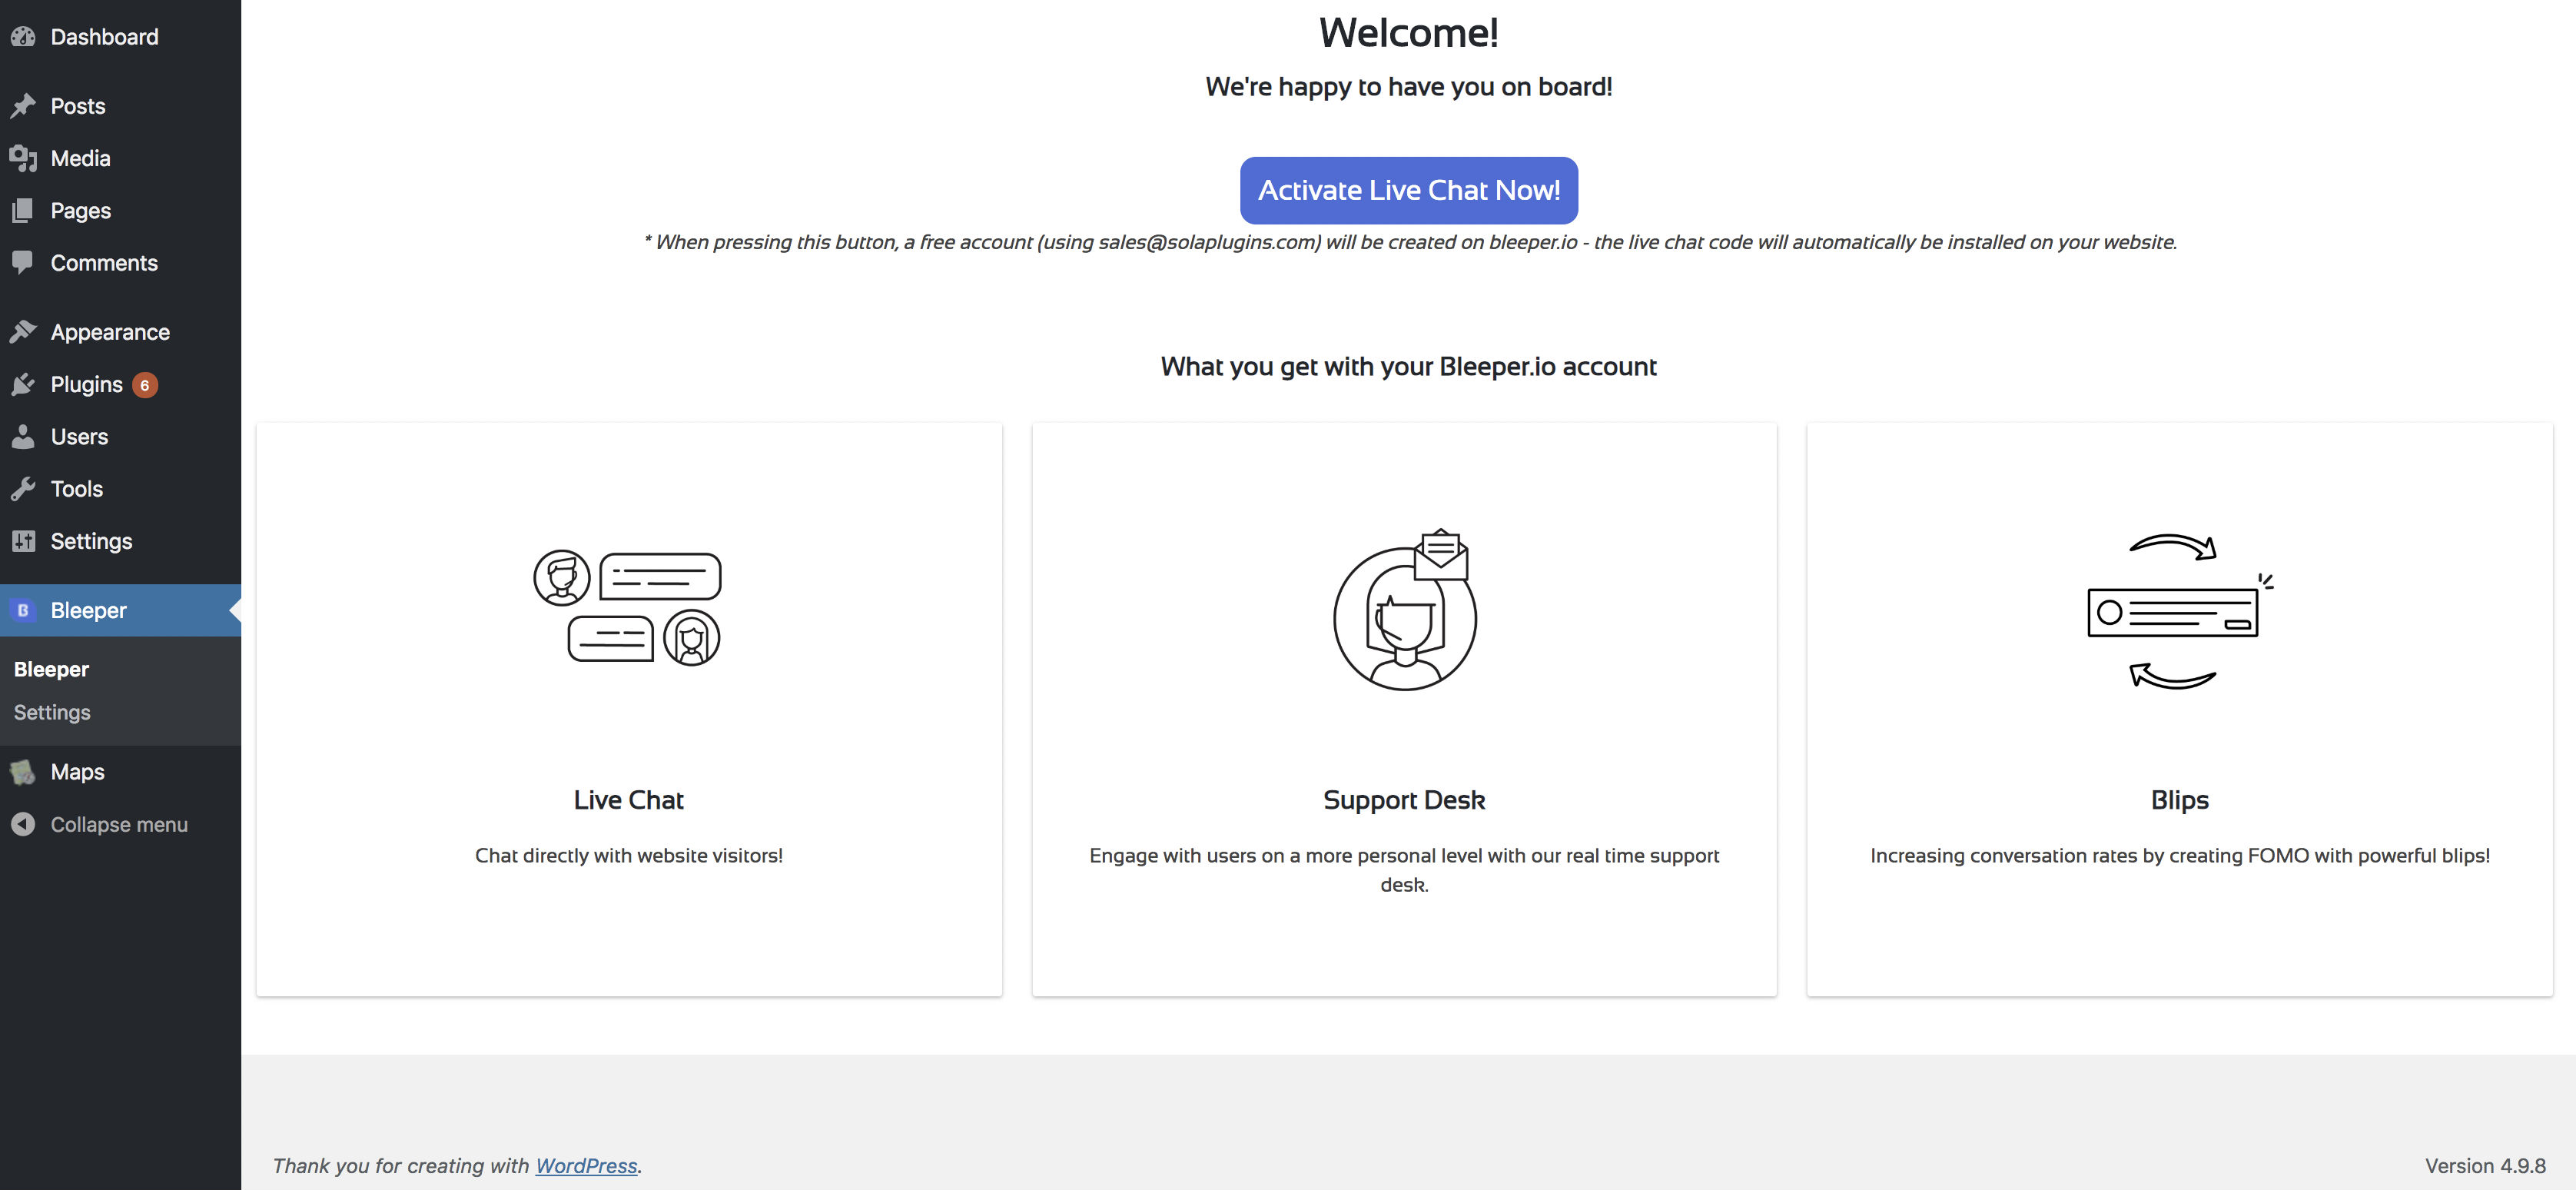 Dashboard
Posts
Media
Pages
Comments
Appearance
Plugins 6
Users
Tools
Settings
B Bleeper
Bleeper
Settings
Maps
Collapse menu
Welcome!
We're happy to have you on board!
Activate Live Chat Now!
* When pressing this button, a free account (using sales@solaplugins.com) will be created on bleeper.io - the live chat code will automatically be installed on your website.
What you get with your Bleeper.io account
Live Chat
Chat directly with website visitors!
Support Desk
Engage with users on a more personal level with our real time support
desk.
Blips
Increasing conversation rates by creating FOMO with powerful blips!
Thank you for creating with WordPress.
Version 4.9.8